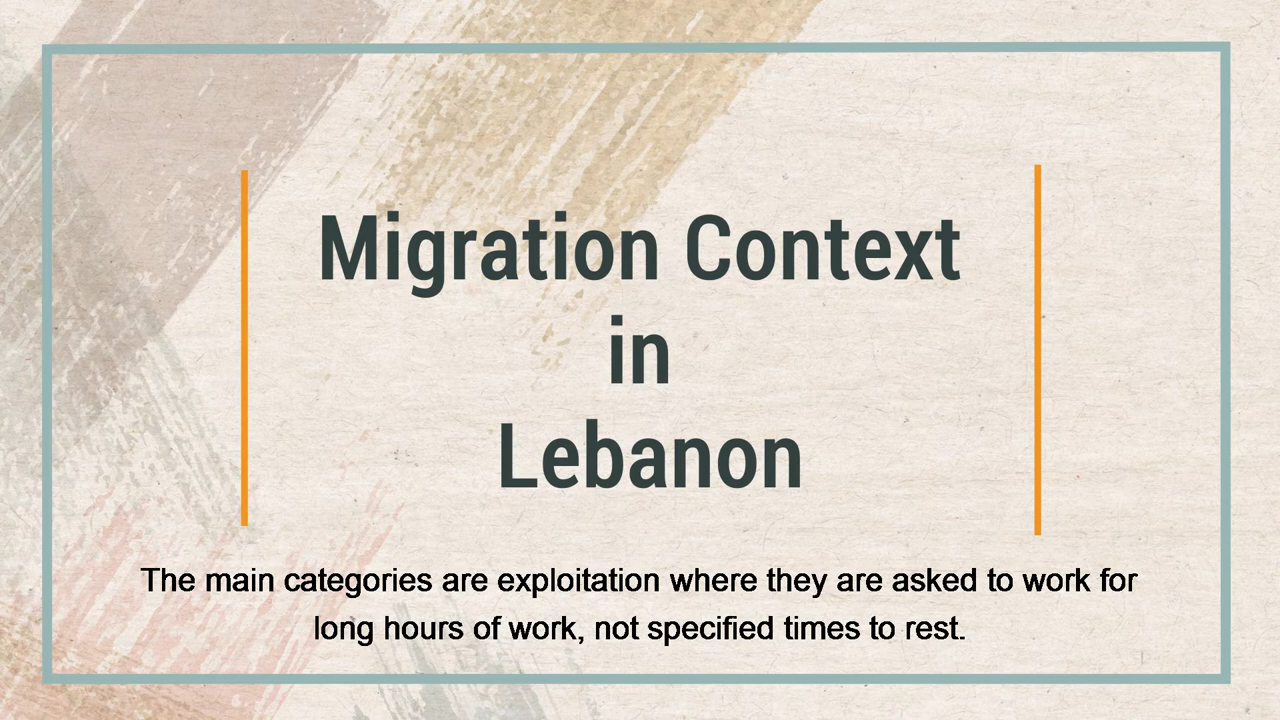 Migration Context
in
Lebanon
The main categories are exploitation where they are asked to work for
long hours of work, not specified times to rest.